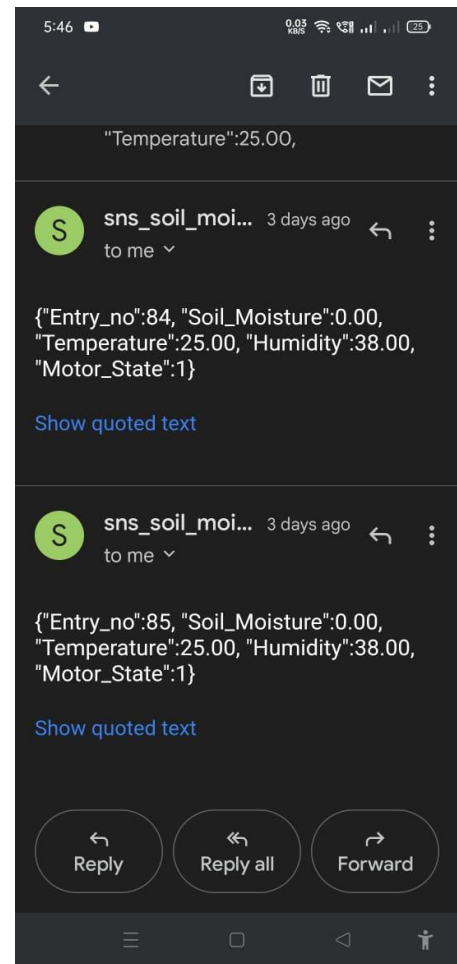 5:46
0.03 KB/S
25
"Temperature":25.00,
S
sns_soil_moi... 3 days ago
to me
{"Entry_no":84, "Soil_Moisture":0.00,
"Temperature":25.00, "Humidity":38.00,
"Motor_State":1}
Show quoted text
S
sns_soil_moi... 3 days ago
to me
{"Entry_no":85, "Soil_Moisture":0.00,
"Temperature":25.00, "Humidity":38.00,
"Motor_State":1}
Show quoted text
Reply
Reply all
Forward